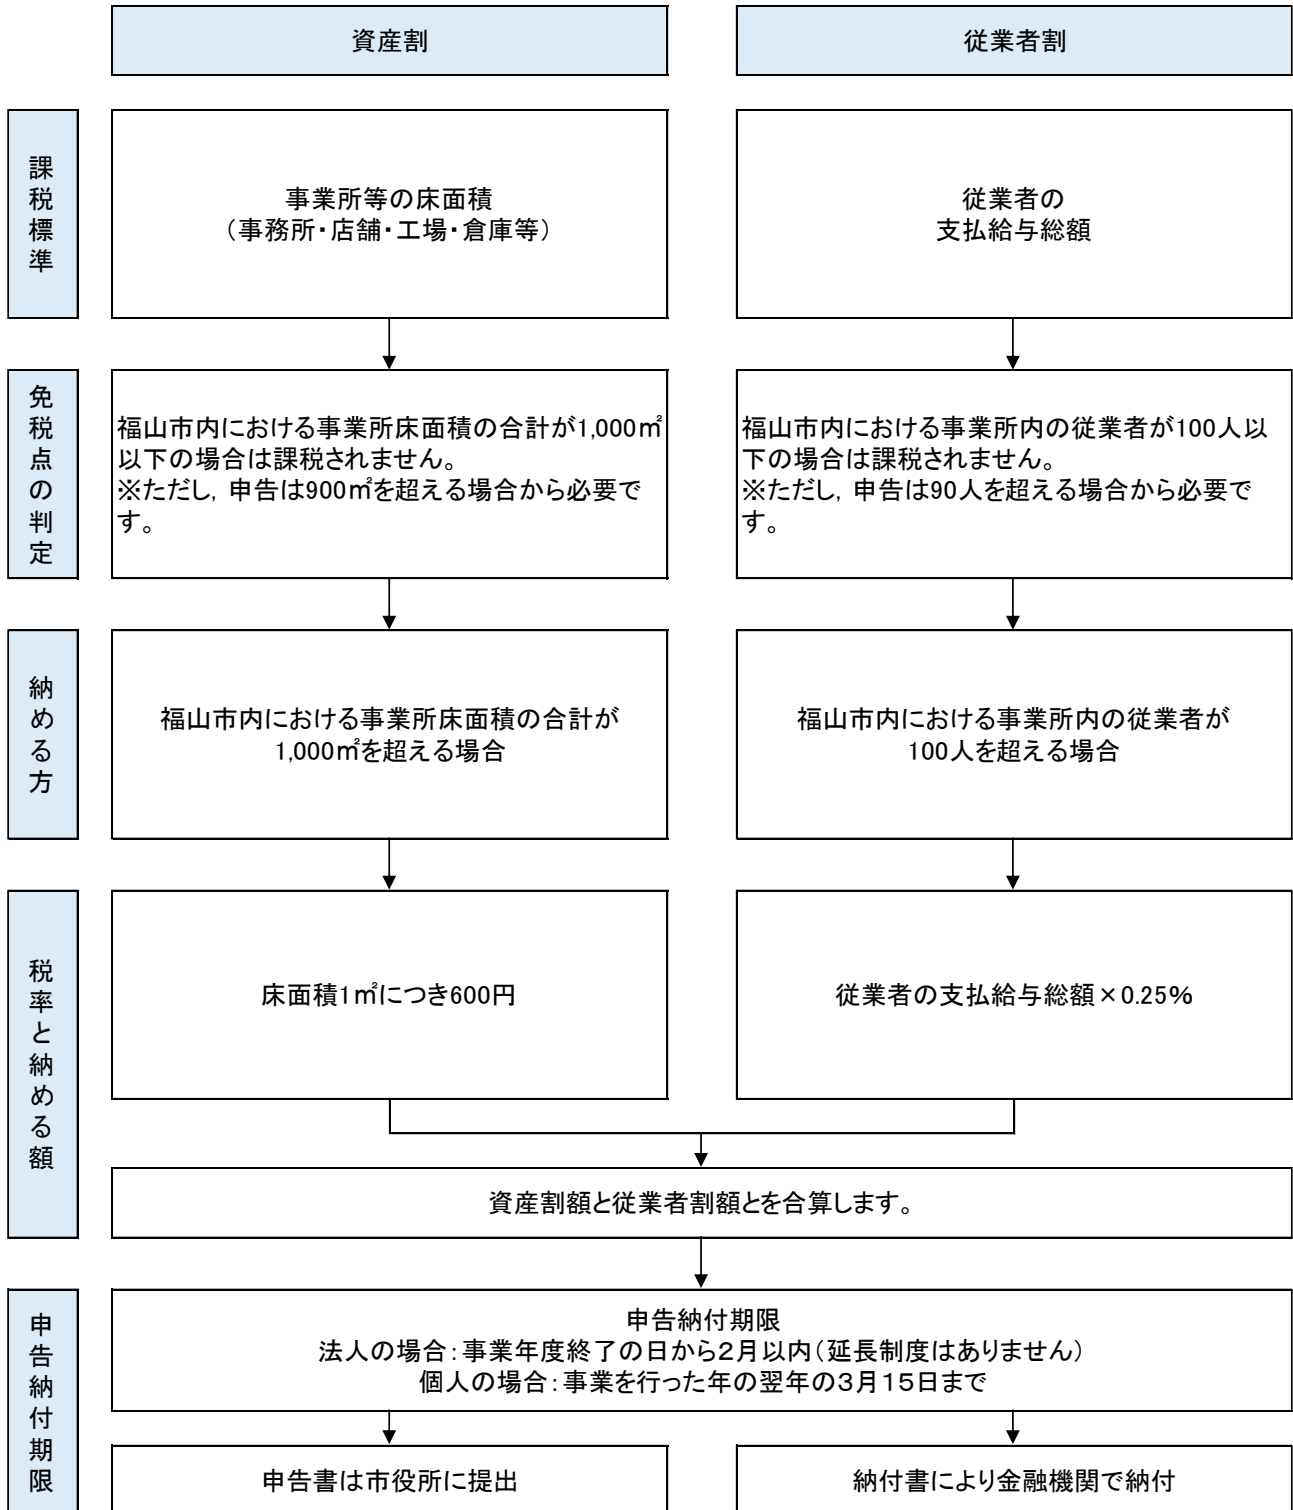 資産割
従業者割
課税標準
事業所等の床面積
（事務所・店舗・工場・倉庫等）
従業者の
支払給与総額
免税点の判定
福山市内における事業所床面積の合計が1,000㎡
以下の場合は課税されません。
※ただし，申告は900㎡を超える場合から必要で
す。
福山市内における事業所内の従業者が100人以
下の場合は課税されません。
※ただし，申告は90人を超える場合から必要で
す。
納める方
福山市内における事業所床面積の合計が
1,000㎡を超える場合
福山市内における事業所内の従業者が
100人を超える場合
税率と納める額
床面積1㎡につき600円
従業者の支払給与総額×0.25%
資産割額と従業者割額とを合算します。
申告納付期限
申告納付期限
法人の場合：事業年度終了の日から２月以内（延長制度はありません）
個人の場合：事業を行った年の翌年の３月１５日まで
申告書は市役所に提出
納付書により金融機関で納付